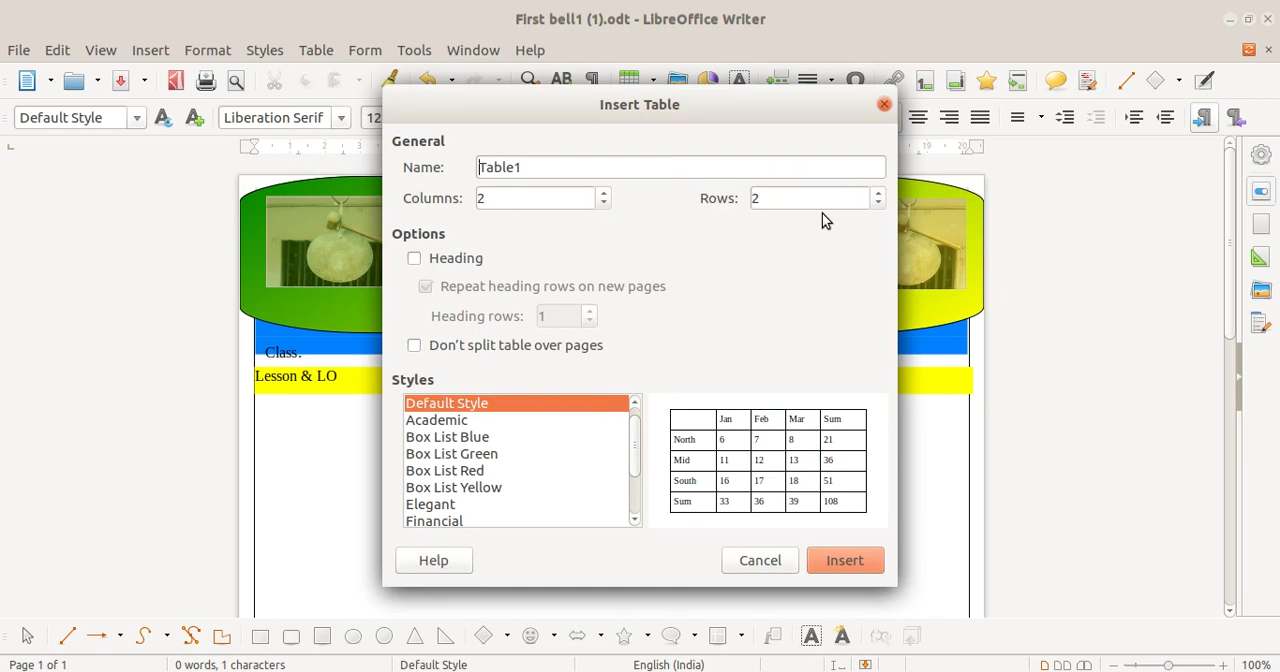 First bell1 (1).odt - LibreOffice Writer
File Edit View Insert Format Styles Table Form Tools Window Help
Default Style
Liberation Serif
12
Insert Table
General
Name: Table1
Columns: 2 Rows: 2
Options
Heading
Repeat heading rows on new pages
Heading rows: 1
Don't split table over pages
Styles
Default Style
Academic
Box List Blue
Box List Green
Box List Red
Box List Yellow
Elegant
Financial
Jan Feb Mar Sum
North 6 7 8 21
Mid 11 12 13 36
South 16 17 18 51
Sum 33 36 39 108
Help Cancel Insert
1 2 3 19 20
Class.
Lesson & LO
Page 1 of 1 0 words, 1 characters Default Style English (India) 100%